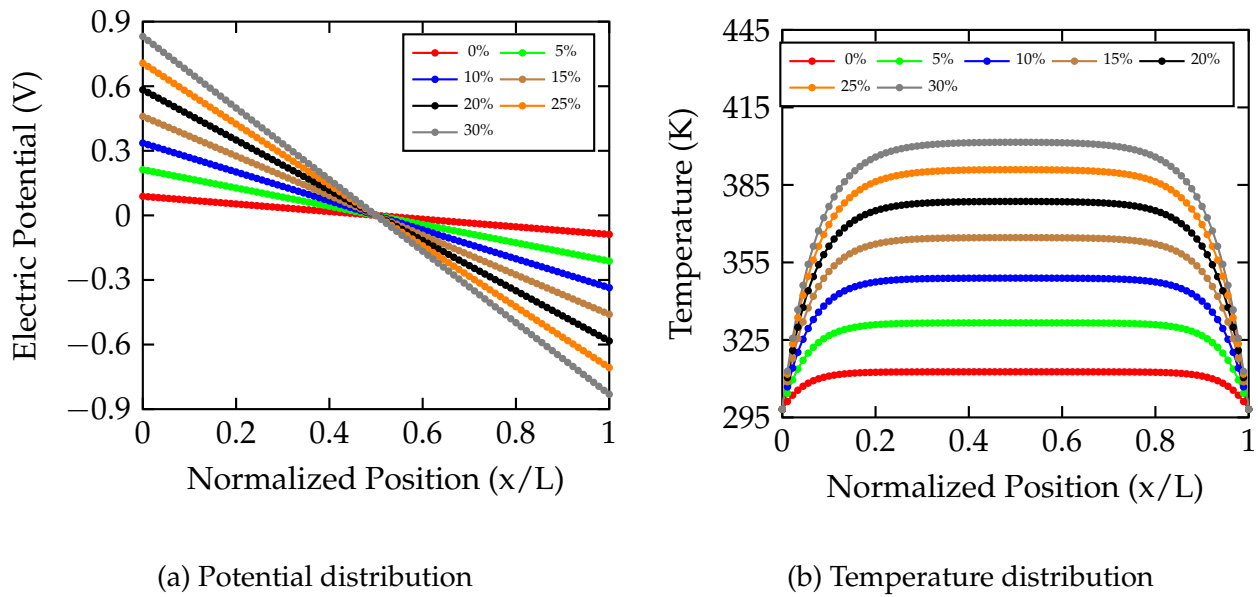 0.9
0.6
0.3
0
−0.3
−0.6
−0.9
Electric Potential (V)
0% 5%
10% 15%
20% 25%
30%
0 0.2 0.4 0.6 0.8 1
Normalized Position (x/L)
(a) Potential distribution
445
415
385
355
325
295
Temperature (K)
0% 5% 10% 15% 20%
25% 30%
0 0.2 0.4 0.6 0.8 1
Normalized Position (x/L)
(b) Temperature distribution